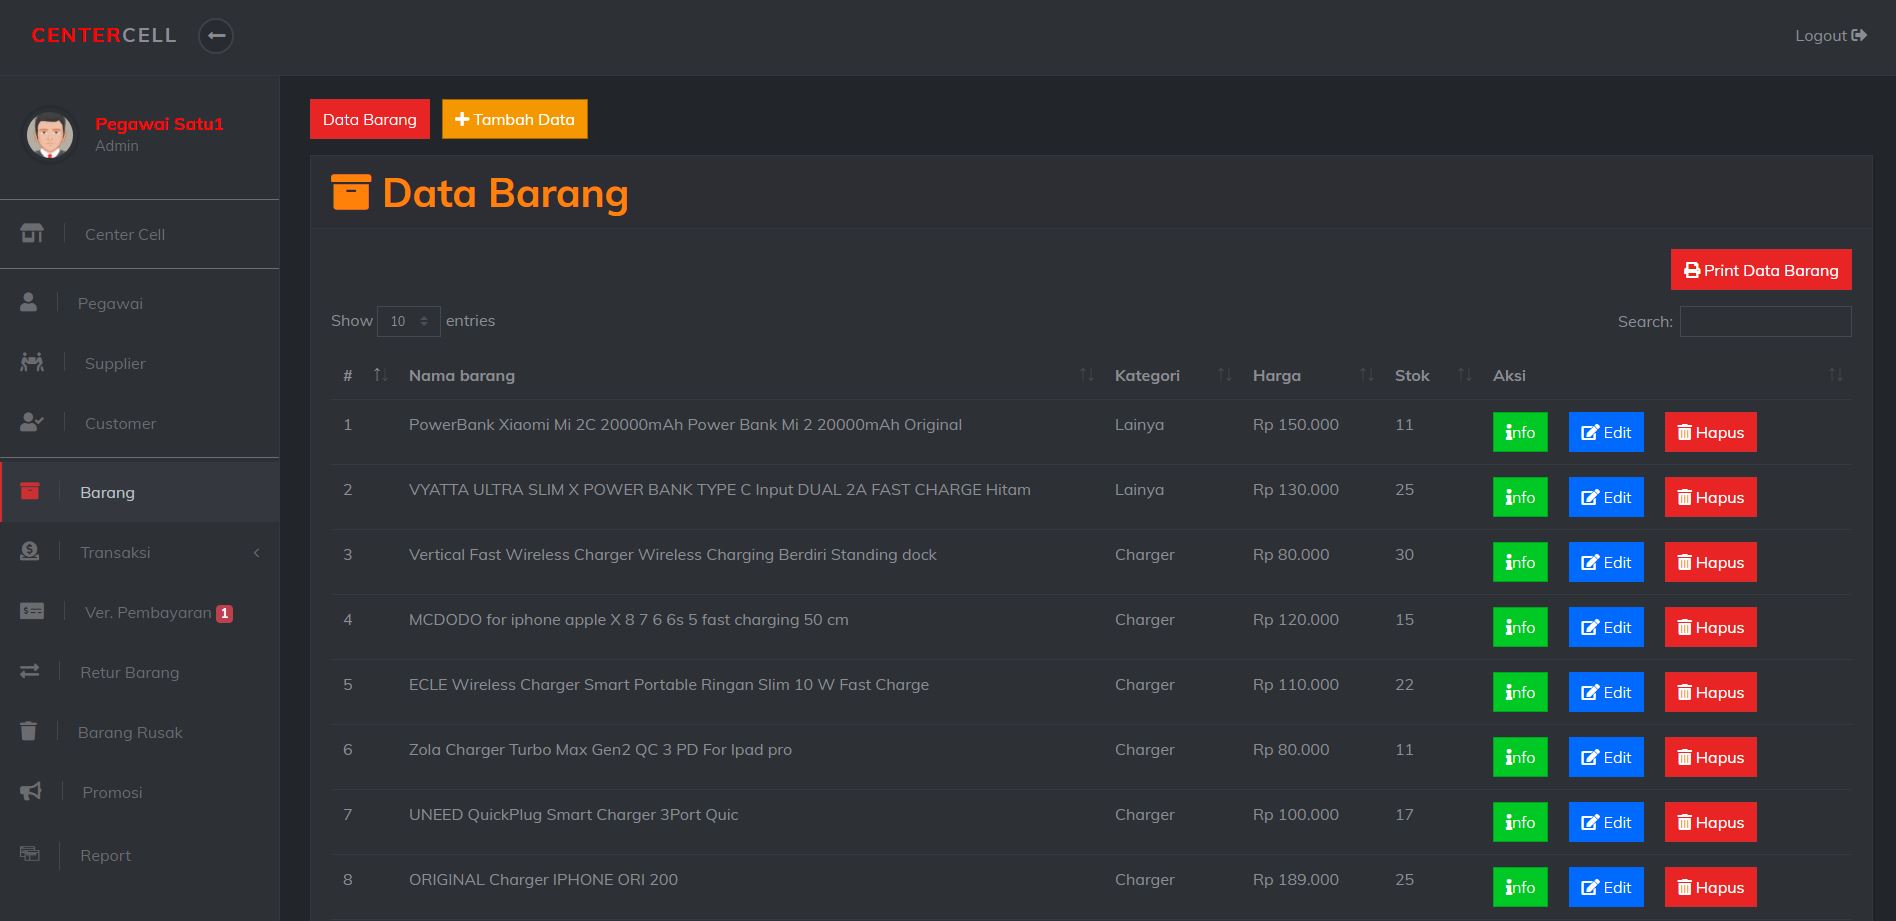 CENTERCELL
Logout
Pegawai Satu1
Admin
Center Cell
Pegawai
Supplier
Customer
Barang
Transaksi
Ver. Pembayaran 1
Retur Barang
Barang Rusak
Promosi
Report
Data Barang Tambah Data
Data Barang
Print Data Barang
Show 10 entries Search:
# Nama barang Kategori Harga Stok Aksi
1 PowerBank Xiaomi Mi 2C 20000mAh Power Bank Mi 2 20000mAh Original Lainya Rp 150.000 11 info Edit Hapus
2 VYATTA ULTRA SLIM X POWER BANK TYPE C Input DUAL 2A FAST CHARGE Hitam Lainya Rp 130.000 25 info Edit Hapus
3 Vertical Fast Wireless Charger Wireless Charging Berdiri Standing dock Charger Rp 80.000 30 info Edit Hapus
4 MCDODO for iphone apple X 8 7 6 6s 5 fast charging 50 cm Charger Rp 120.000 15 info Edit Hapus
5 ECLE Wireless Charger Smart Portable Ringan Slim 10 W Fast Charge Charger Rp 110.000 22 info Edit Hapus
6 Zola Charger Turbo Max Gen2 QC 3 PD For Ipad pro Charger Rp 80.000 11 info Edit Hapus
7 UNEED QuickPlug Smart Charger 3Port Quic Charger Rp 100.000 17 info Edit Hapus
8 ORIGINAL Charger IPHONE ORI 200 Charger Rp 189.000 25 info Edit Hapus